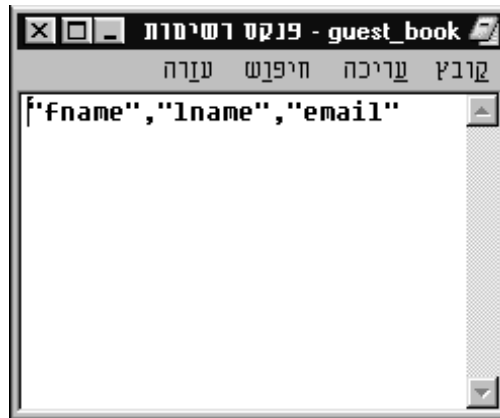 guest_book - פנקס רשימות
קובץ עריכה חיפוש עזרה
"fname","lname","email"